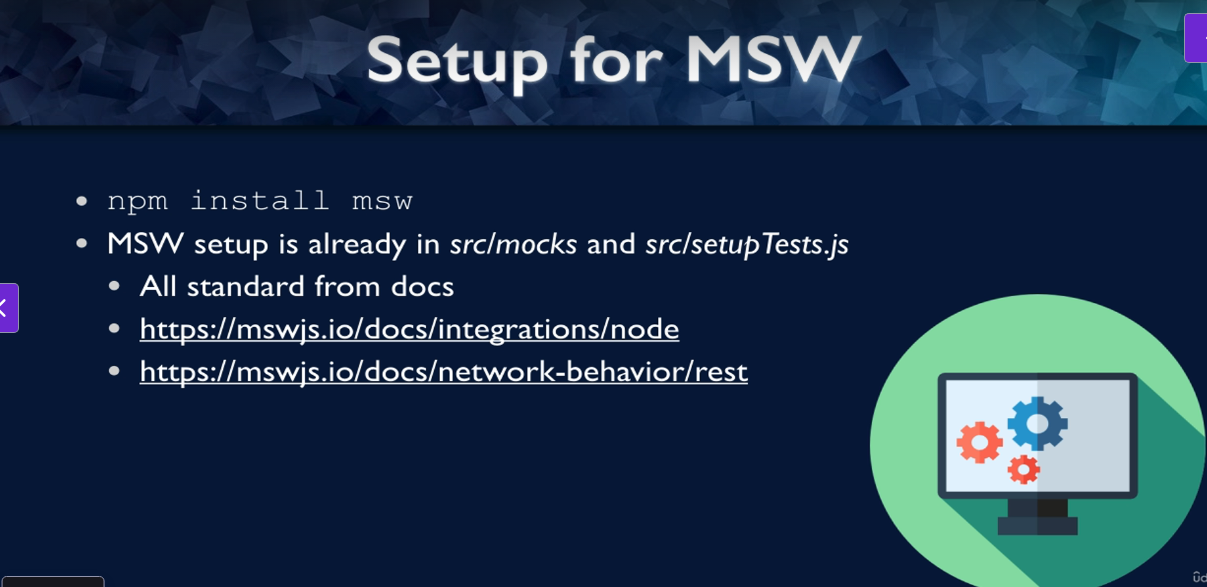 Setup for MSW
npm install msw
MSW setup is already in src/mocks and src/setupTests.js
All standard from docs
https://mswjs.io/docs/integrations/node
https://mswjs.io/docs/network-behavior/rest